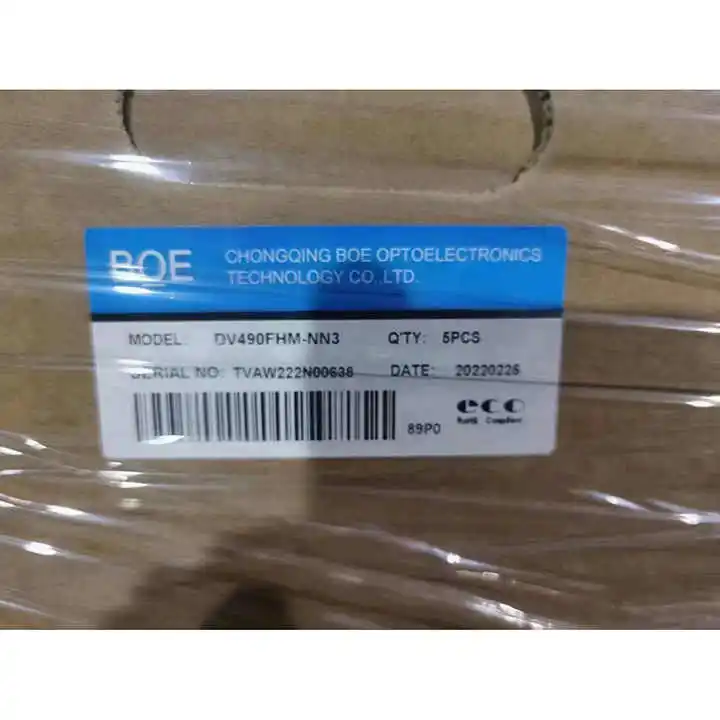 BOE
CHONGQING BOE OPTOELECTRONICS
TECHNOLOGY CO.,LTD.
MODEL: DV490FHM-NN3 Q'TY: 5PCS
SERIAL NO: TVAW222N00638 DATE: 20220225
eco
89P0 RoHS Compliant